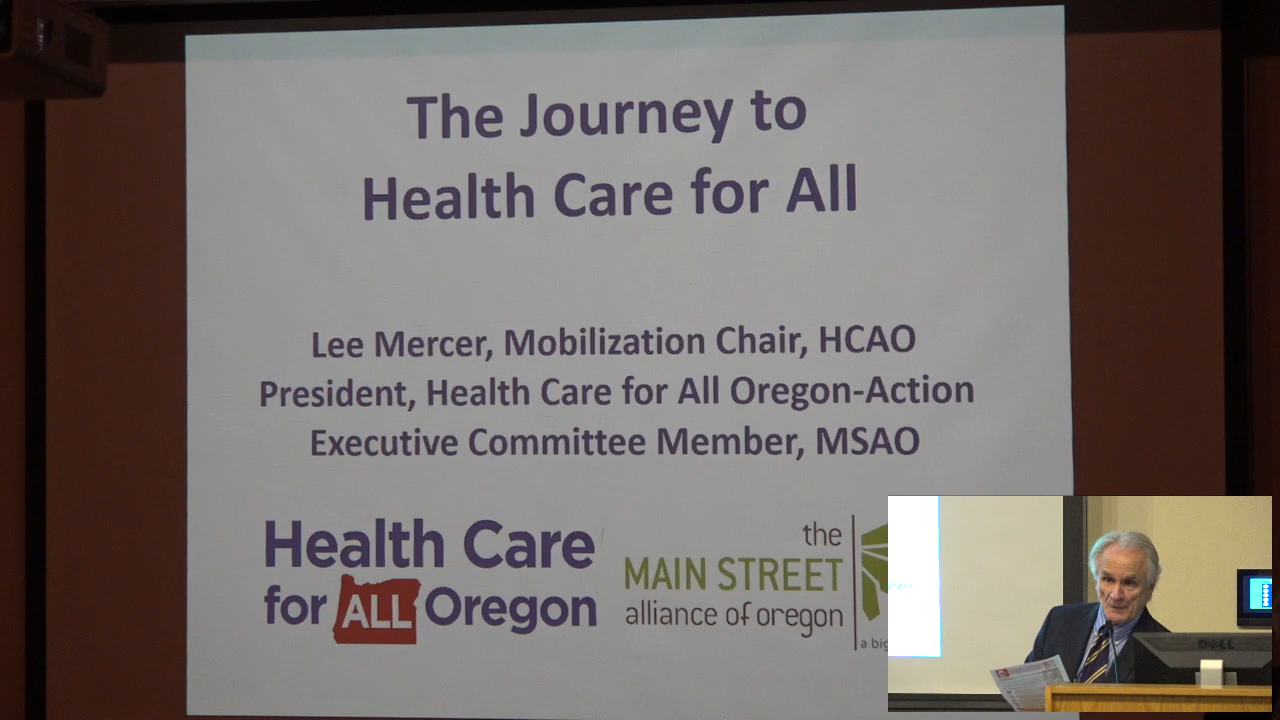 The Journey to
Health Care for All
Lee Mercer, Mobilization Chair, HCAO
President, Health Care for All Oregon-Action
Executive Committee Member, MSAO
Health Care
for ALL Oregon
the
MAIN STREET
alliance of oregon
a big
DELL